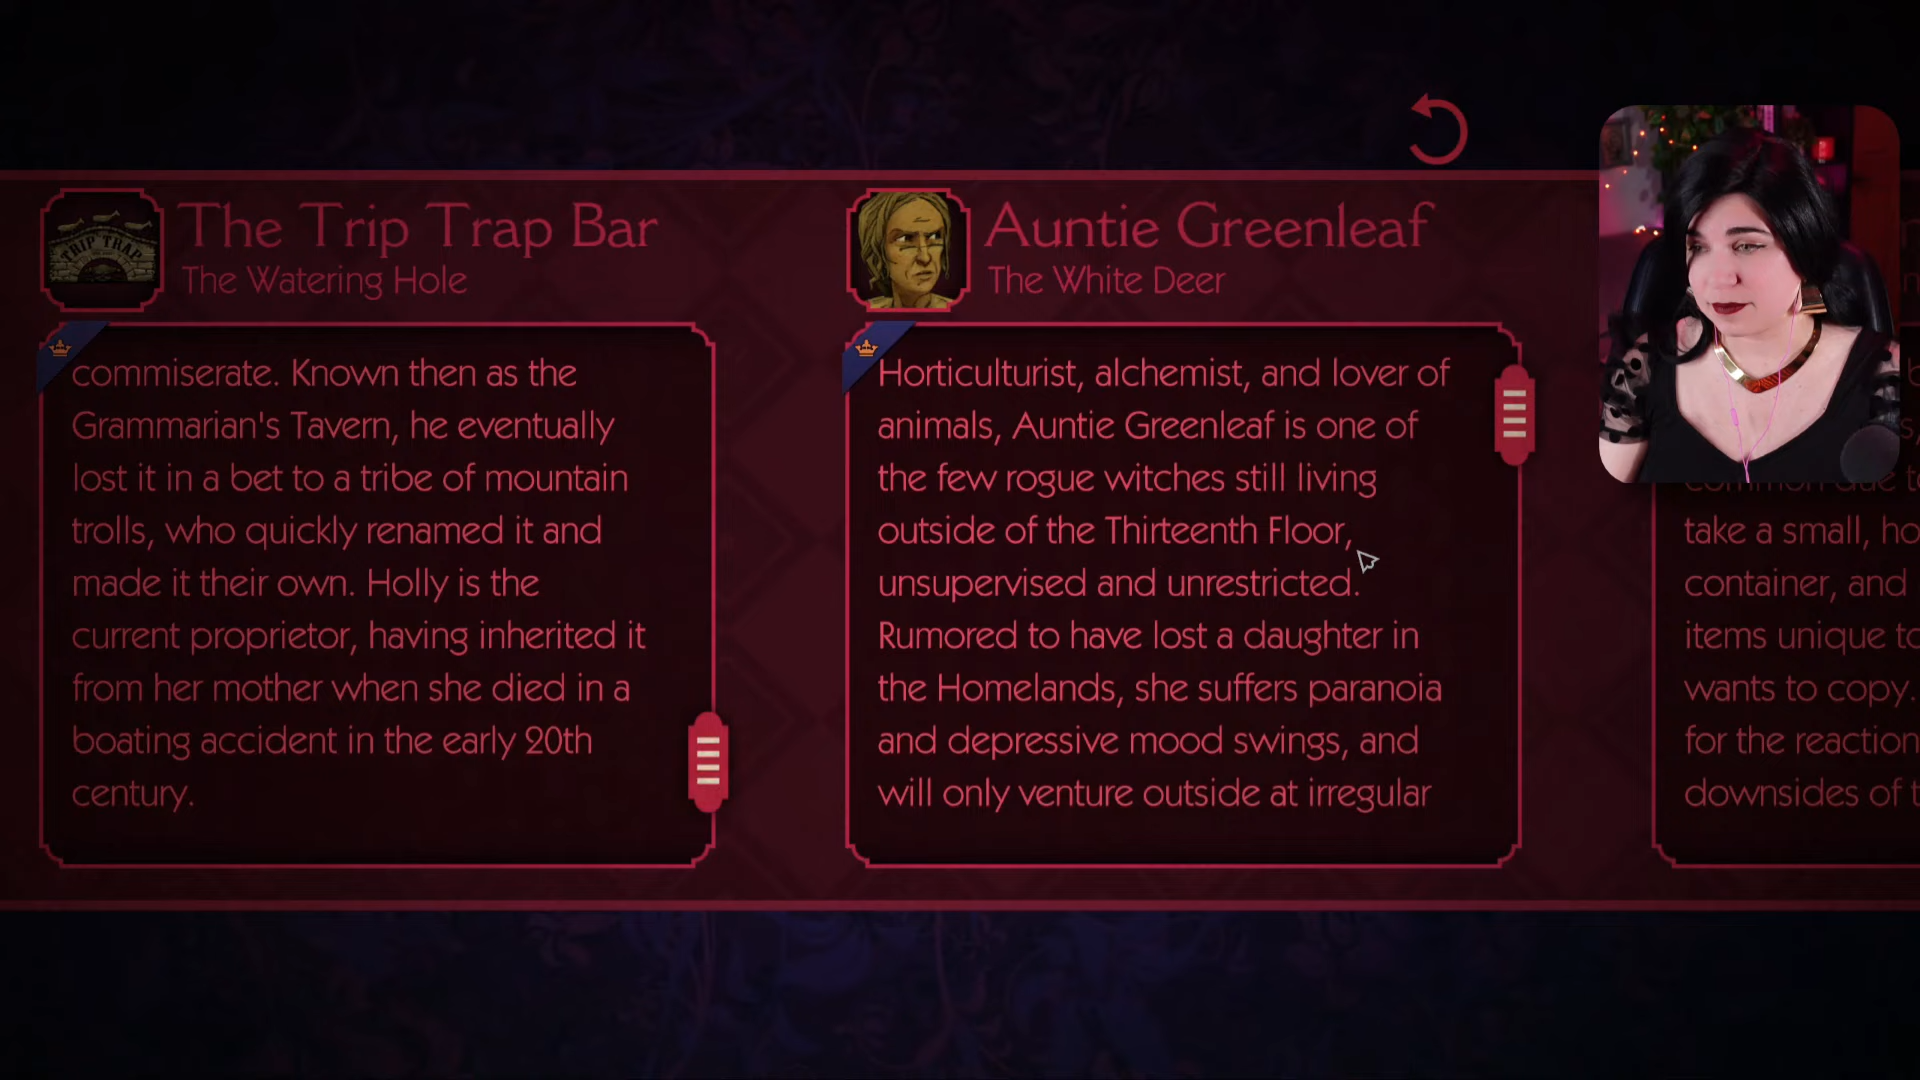 The Trip Trap Bar
The Watering Hole
TRIP TRAP
commiserate. Known then as the
Grammarian's Tavern, he eventually
lost it in a bet to a tribe of mountain
trolls, who quickly renamed it and
made it their own. Holly is the
current proprietor, having inherited it
from her mother when she died in a
boating accident in the early 20th
century.
Auntie Greenleaf
The White Deer
Horticulturist, alchemist, and lover of
animals, Auntie Greenleaf is one of
the few rogue witches still living
outside of the Thirteenth Floor,
unsupervised and unrestricted.
Rumored to have lost a daughter in
the Homelands, she suffers paranoia
and depressive mood swings, and
will only venture outside at irregular
take a small, ho
container, and
items unique to
wants to copy.
for the reaction
downsides of t